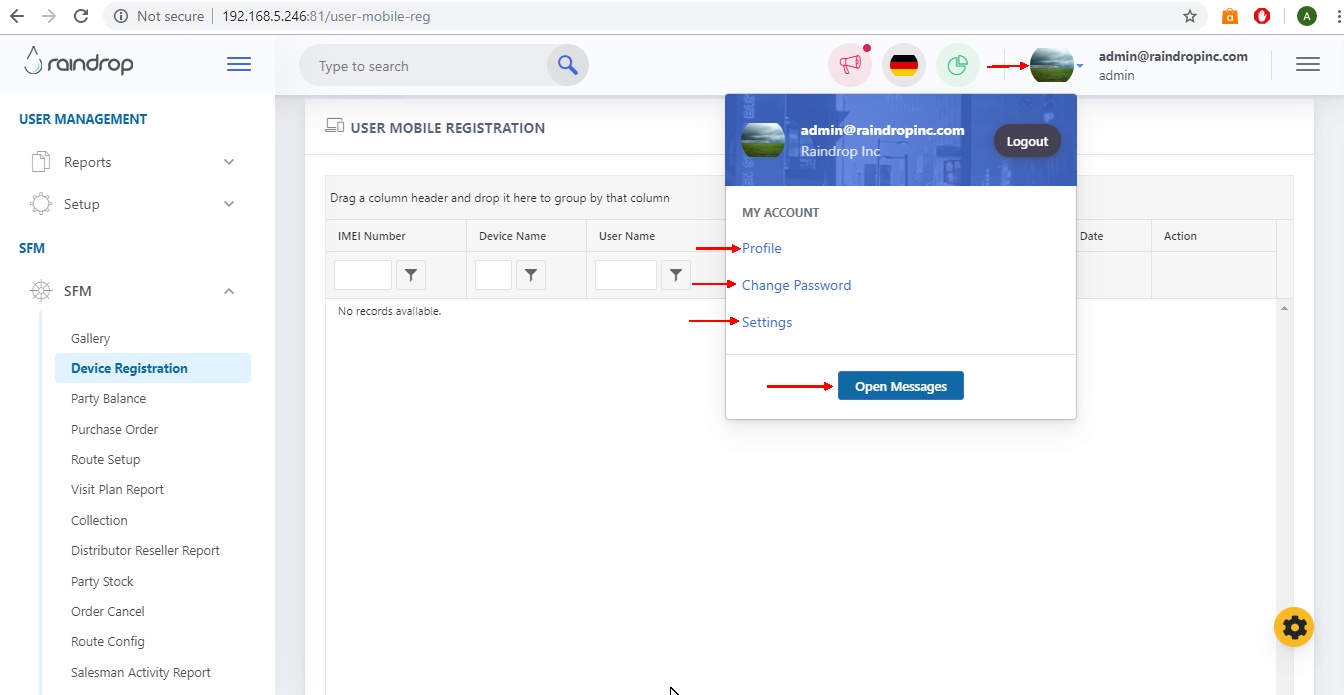 Not secure | 192.168.5.246:81/user-mobile-reg
A
raindrop
Type to search
admin@raindropinc.com
admin
USER MANAGEMENT
Reports
Setup
SFM
SFM
Gallery
Device Registration
Party Balance
Purchase Order
Route Setup
Visit Plan Report
Collection
Distributor Reseller Report
Party Stock
Order Cancel
Route Config
Salesman Activity Report
USER MOBILE REGISTRATION
Drag a column header and drop it here to group by that column
IMEI Number Device Name User Name Date Action
No records available.
admin@raindropinc.com
Raindrop Inc
Logout
MY ACCOUNT
Profile
Change Password
Settings
Open Messages